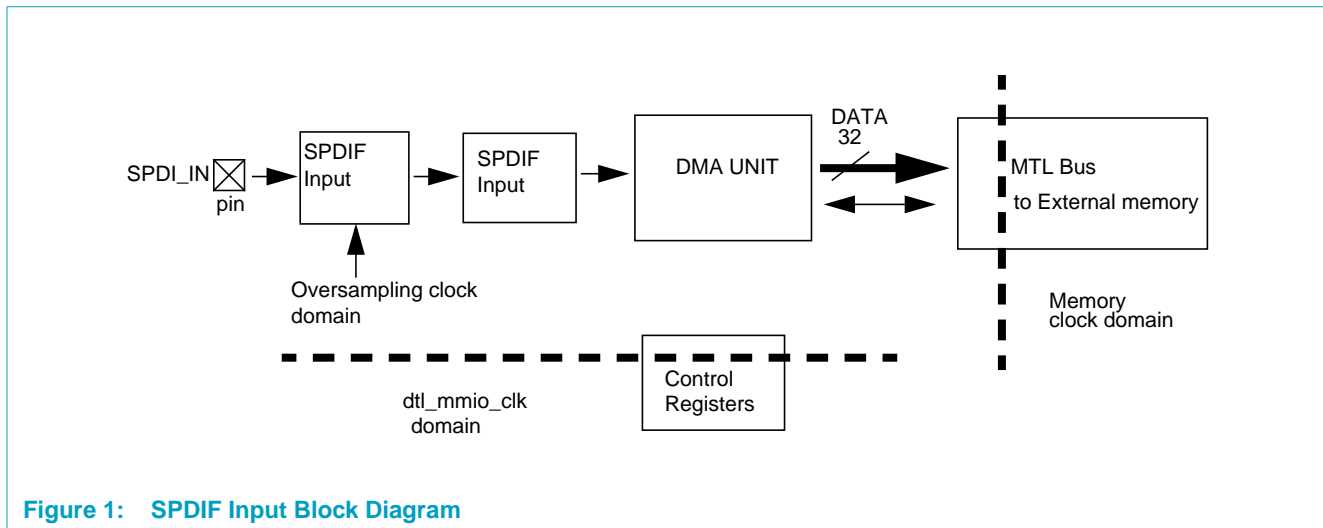 SPDI_IN
pin
SPDIF
Input
SPDIF
Input
DMA UNIT
DATA
32
MTL Bus
to External memory
Oversampling clock
domain
Memory
clock domain
dtl_mmio_clk
domain
Control
Registers
Figure 1: SPDIF Input Block Diagram